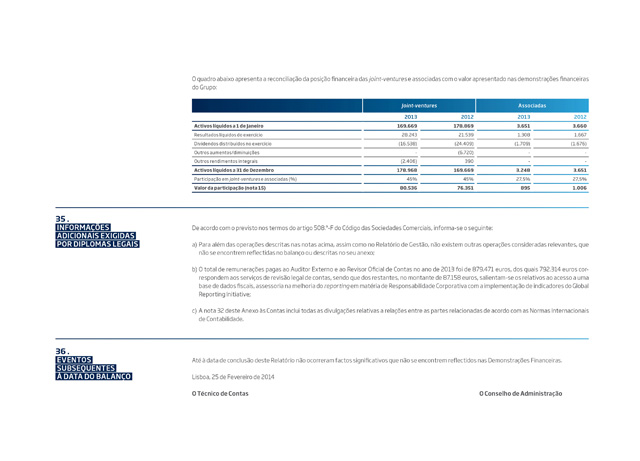 O quadro abaixo apresenta a reconciliação da posição financeira das joint-ventures e associadas com o valor apresentado nas demonstrações financeiras
do Grupo:
Joint-ventures Associadas
2013 2012 2013 2012
Activos líquidos a 1 de Janeiro 169.669 178.869 3.651 3.660
Resultados líquidos do exercício 28.243 21.539 1.308 1.667
Dividendos distribuídos no exercício (16.538) (24.409) (1.709) (1.676)
Outros aumentos/diminuições - (6.720) - -
Outros rendimentos integrais (2.406) 390 - -
Activos líquidos a 31 de Dezembro 178.968 169.669 3.248 3.651
Participação em joint-ventures e associadas (%) 45% 45% 27,5% 27,5%
Valor da participação (nota 15) 80.536 76.351 895 1.006
35.
INFORMAÇÕES
ADICIONAIS EXIGIDAS
POR DIPLOMAS LEGAIS
De acordo com o previsto nos termos do artigo 508.º-F do Código das Sociedades Comerciais, informa-se o seguinte:
a) Para além das operações descritas nas notas acima, assim como no Relatório de Gestão, não existem outras operações consideradas relevantes, que
não se encontrem reflectidas no balanço ou descritas no seu anexo;
b) O total de remunerações pagas ao Auditor Externo e ao Revisor Oficial de Contas no ano de 2013 foi de 879.471 euros, dos quais 792.314 euros cor-
respondem aos serviços de revisão legal de contas, sendo que dos restantes, no montante de 87.158 euros, salientam-se os relativos ao acesso a uma
base de dados fiscais, assessoria na melhoria do reporting em matéria de Responsabilidade Corporativa com a implementação de indicadores do Global
Reporting Initiative;
c) A nota 32 deste Anexo às Contas inclui todas as divulgações relativas a relações entre as partes relacionadas de acordo com as Normas Internacionais
de Contabilidade.
36.
EVENTOS
SUBSEQUENTES
À DATA DO BALANÇO
Até à data de conclusão deste Relatório não ocorreram factos significativos que não se encontrem reflectidos nas Demonstrações Financeiras.
Lisboa, 25 de Fevereiro de 2014
O Técnico de Contas O Conselho de Administração